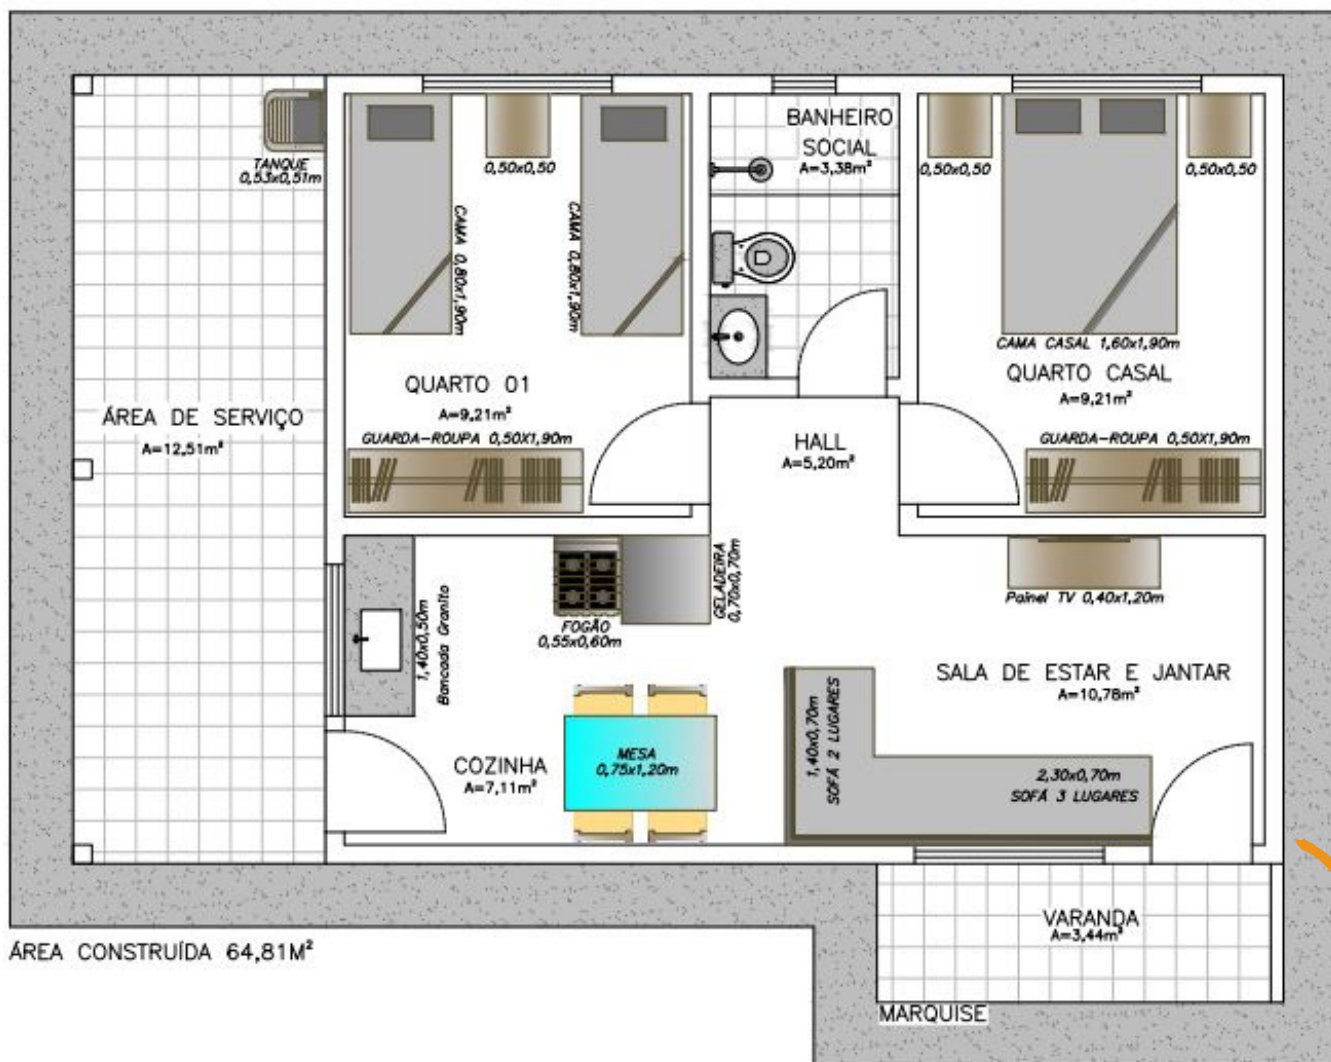 BANHEIRO
SOCIAL
A=3,38m²
TANQUE
0,53x0,51m
0,50x0,50
0,50x0,50
0,50x0,50
CAMA 0,80x1,90m
CAMA 0,80x1,90m
CAMA CASAL 1,60x1,90m
QUARTO 01
A=9,21m²
QUARTO CASAL
A=9,21m²
ÁREA DE SERVIÇO
A=12,51m²
GUARDA-ROUPA 0,50X1,90m
HALL
A=5,20m²
GUARDA-ROUPA 0,50X1,90m
1,40x0,50m
Bancada Granito
FOGÃO
0,55x0,60m
GELADEIRA
0,70x0,70m
Painel TV 0,40x1,20m
SALA DE ESTAR E JANTAR
A=10,78m²
COZINHA
A=7,11m²
MESA
0,75x1,20m
1,40x0,70m
SOFÁ 2 LUGARES
2,30x0,70m
SOFÁ 3 LUGARES
VARANDA
A=3,44m²
ÁREA CONSTRUÍDA 64,81M²
MARQUISE